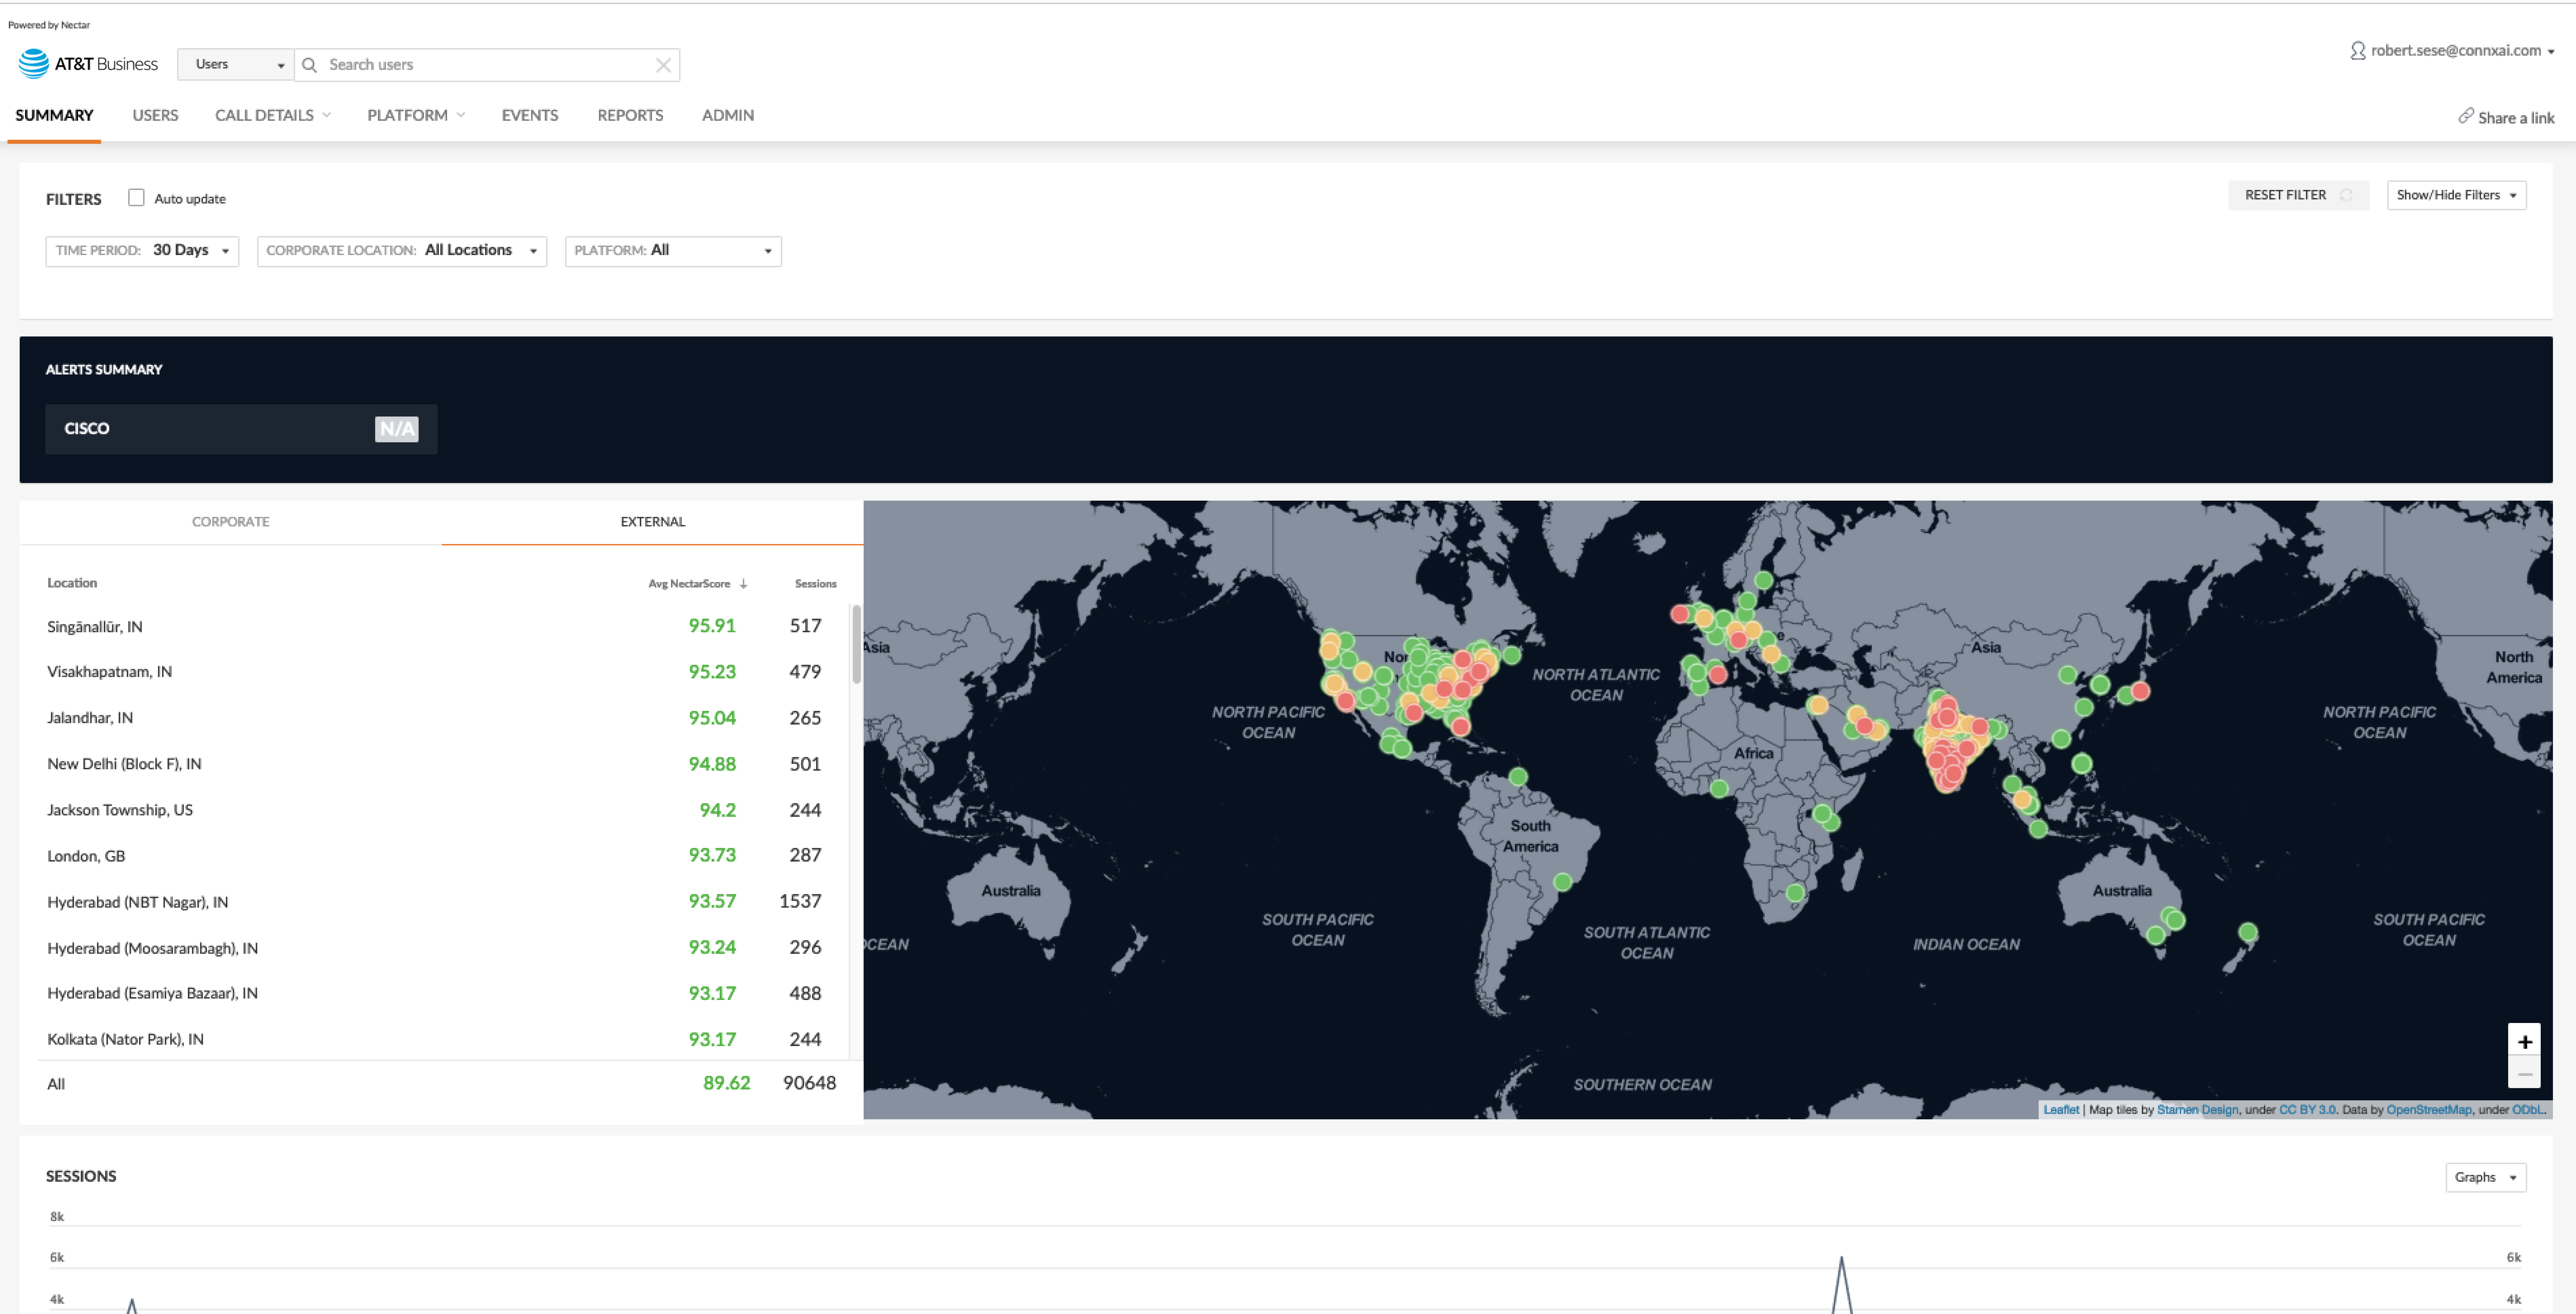 Powered by Nectar
AT&T Business
Users
Search users
robert.sese@connxai.com
SUMMARY
USERS
CALL DETAILS
PLATFORM
EVENTS
REPORTS
ADMIN
Share a link
FILTERS
Auto update
RESET FILTER
Show/Hide Filters
TIME PERIOD: 30 Days
CORPORATE LOCATION: All Locations
PLATFORM: All
ALERTS SUMMARY
CISCO N/A
CORPORATE
EXTERNAL
Location Avg NectarScore Sessions
Singānallūr, IN 95.91 517
Visakhapatnam, IN 95.23 479
Jalandhar, IN 95.04 265
New Delhi (Block F), IN 94.88 501
Jackson Township, US 94.2 244
London, GB 93.73 287
Hyderabad (NBT Nagar), IN 93.57 1537
Hyderabad (Moosarambagh), IN 93.24 296
Hyderabad (Esamiya Bazaar), IN 93.17 488
Kolkata (Nator Park), IN 93.17 244
All 89.62 90648
Asia
Nor
NORTH ATLANTIC
OCEAN
e
Asia
North
America
NORTH PACIFIC
OCEAN
NORTH PACIFIC
OCEAN
Africa
South
America
Australia
Australia
SOUTH PACIFIC
OCEAN
SOUTH PACIFIC
OCEAN
SOUTH ATLANTIC
OCEAN
OCEAN
INDIAN OCEAN
SOUTHERN OCEAN
+
−
Leaflet | Map tiles by Stamen Design, under CC BY 3.0. Data by OpenStreetMap, under ODbL.
SESSIONS
Graphs
8k
6k 6k
4k 4k